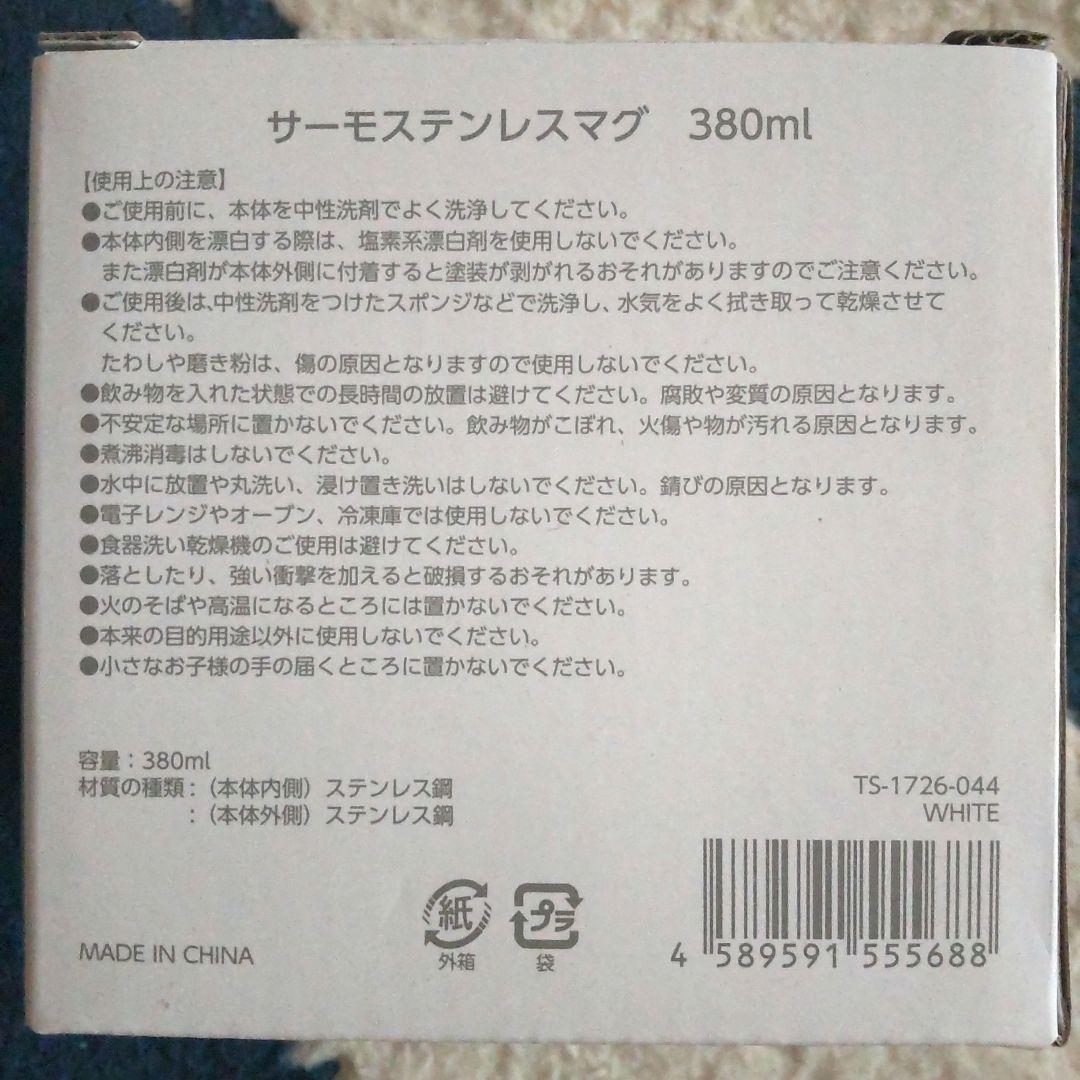 サーモステンレスマグ 380ml
【使用上の注意】
●ご使用前に、本体を中性洗剤でよく洗浄してください。
●本体内側を漂白する際は、塩素系漂白剤を使用しないでください。
また漂白剤が本体外側に付着すると塗装が剥がれるおそれがありますのでご注意ください。
●ご使用後は、中性洗剤をつけたスポンジなどで洗浄し、水気をよく拭き取って乾燥させて
ください。
たわしや磨き粉は、傷の原因となりますので使用しないでください。
●飲み物を入れた状態での長時間の放置は避けてください。腐敗や変質の原因となります。
●不安定な場所に置かないでください。飲み物がこぼれ、火傷や物が汚れる原因となります。
●煮沸消毒はしないでください。
●水中に放置や丸洗い、浸け置き洗いはしないでください。錆びの原因となります。
●電子レンジやオーブン、冷凍庫では使用しないでください。
●食器洗い乾燥機のご使用は避けてください。
●落としたり、強い衝撃を加えると破損するおそれがあります。
●火のそばや高温になるところには置かないでください。
●本来の目的用途以外に使用しないでください。
●小さなお子様の手の届くところに置かないでください。
容量：380ml
材質の種類：（本体内側）ステンレス鋼
：（本体外側）ステンレス鋼
TS-1726-044
WHITE
MADE IN CHINA
紙
外箱
プラ
袋
4 589591 555688